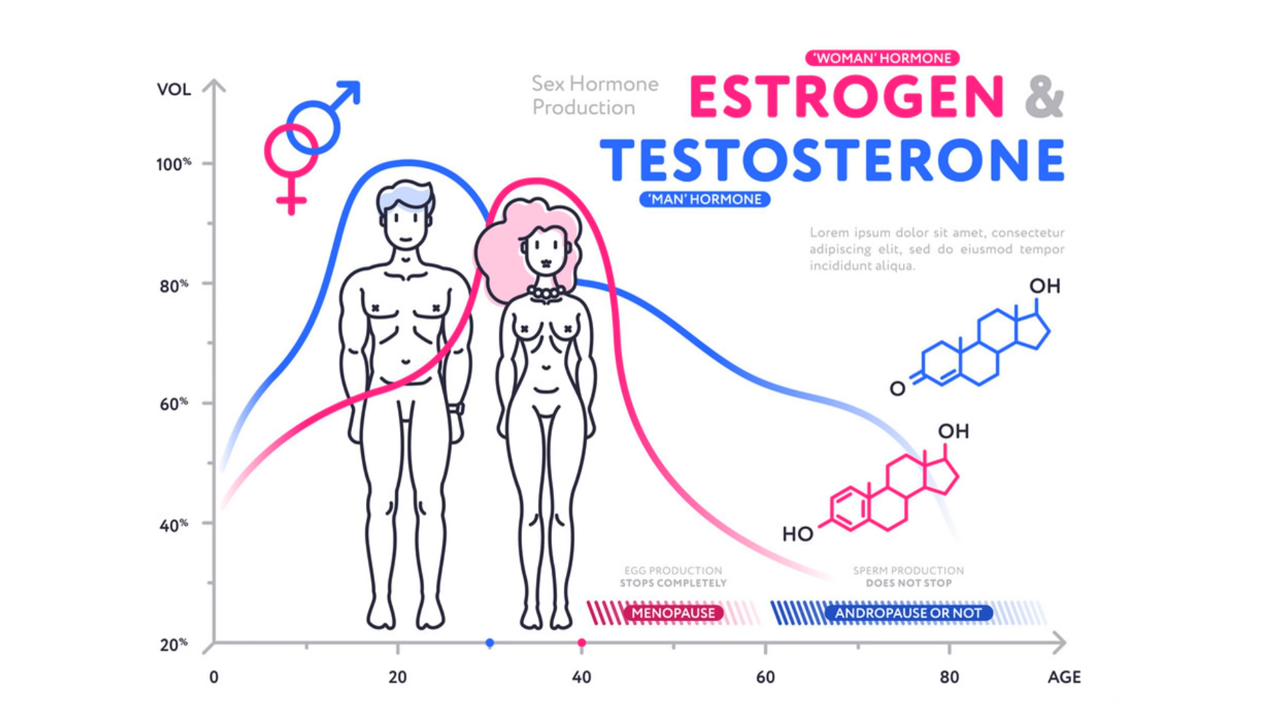 'WOMAN' HORMONE
Sex Hormone
Production
ESTROGEN &
TESTOSTERONE
'MAN' HORMONE
Lorem ipsum dolor sit amet, consectetur
adipiscing elit, sed do eiusmod tempor
incididunt aliqua.
VOL
100%
80%
60%
40%
20%
OH
O
OH
HO
EGG PRODUCTION
STOPS COMPLETELY
MENOPAUSE
SPERM PRODUCTION
DOES NOT STOP
ANDROPAUSE OR NOT
0 20 40 60 80 AGE